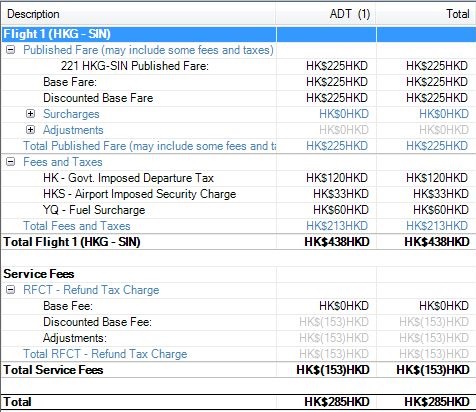 Description ADT (1) Total
Flight 1 (HKG - SIN)
Published Fare (may include some fees and taxes)
221 HKG-SIN Published Fare: HK$225HKD HK$225HKD
Base Fare: HK$225HKD HK$225HKD
Discounted Base Fare HK$225HKD HK$225HKD
Surcharges HK$0HKD HK$0HKD
Adjustments HK$0HKD HK$0HKD
Total Published Fare (may include some fees and ta HK$225HKD HK$225HKD
Fees and Taxes
HK - Govt. Imposed Departure Tax HK$120HKD HK$120HKD
HKS - Airport Imposed Security Charge HK$33HKD HK$33HKD
YQ - Fuel Surcharge HK$60HKD HK$60HKD
Total Fees and Taxes HK$213HKD HK$213HKD
Total Flight 1 (HKG - SIN) HK$438HKD HK$438HKD
Service Fees
RFCT - Refund Tax Charge
Base Fee: HK$0HKD HK$0HKD
Discounted Base Fee: HK$(153)HKD HK$(153)HKD
Adjustments: HK$(153)HKD HK$(153)HKD
Total RFCT - Refund Tax Charge HK$(153)HKD HK$(153)HKD
Total Service Fees HK$(153)HKD HK$(153)HKD
Total HK$285HKD HK$285HKD